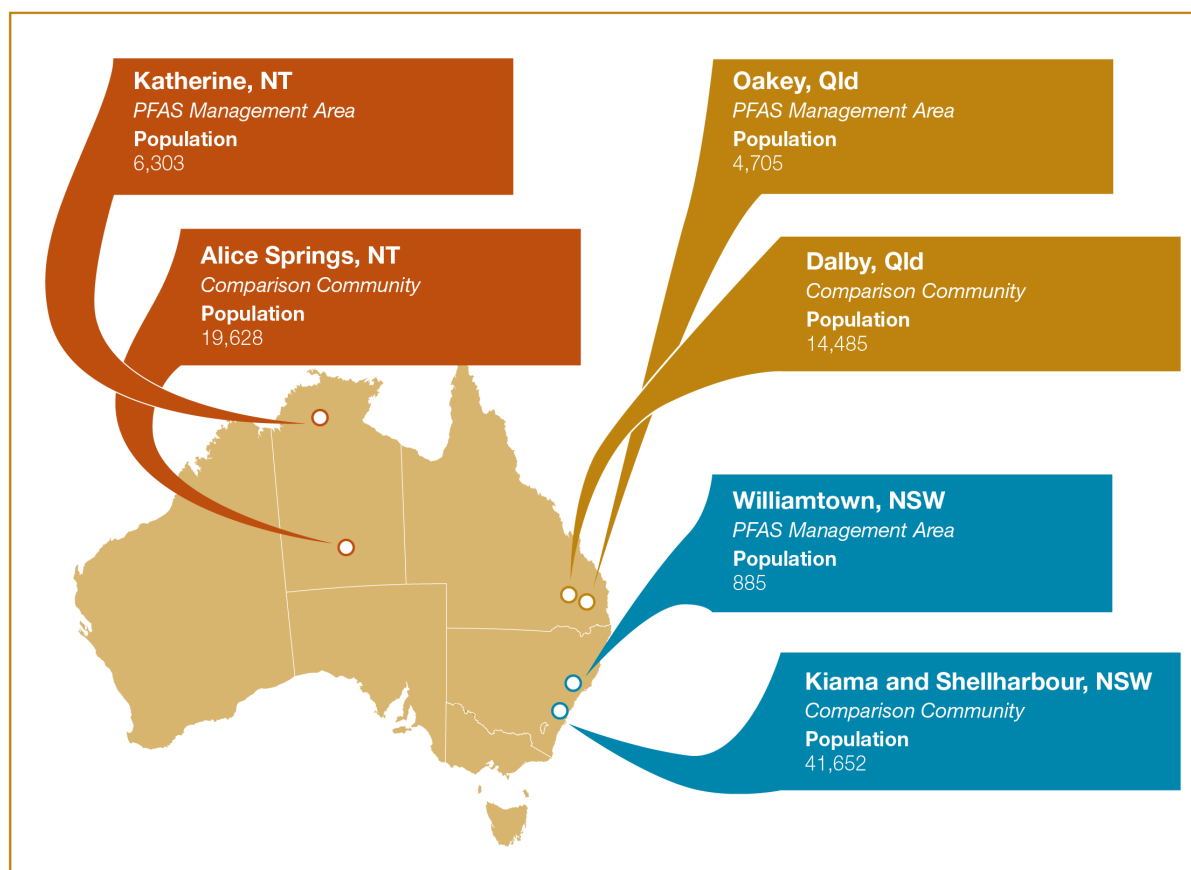 Katherine, NT
PFAS Management Area
Population
6,303
Alice Springs, NT
Comparison Community
Population
19,628
Oakey, Qld
PFAS Management Area
Population
4,705
Dalby, Qld
Comparison Community
Population
14,485
Williamtown, NSW
PFAS Management Area
Population
885
Kiama and Shellharbour, NSW
Comparison Community
Population
41,652